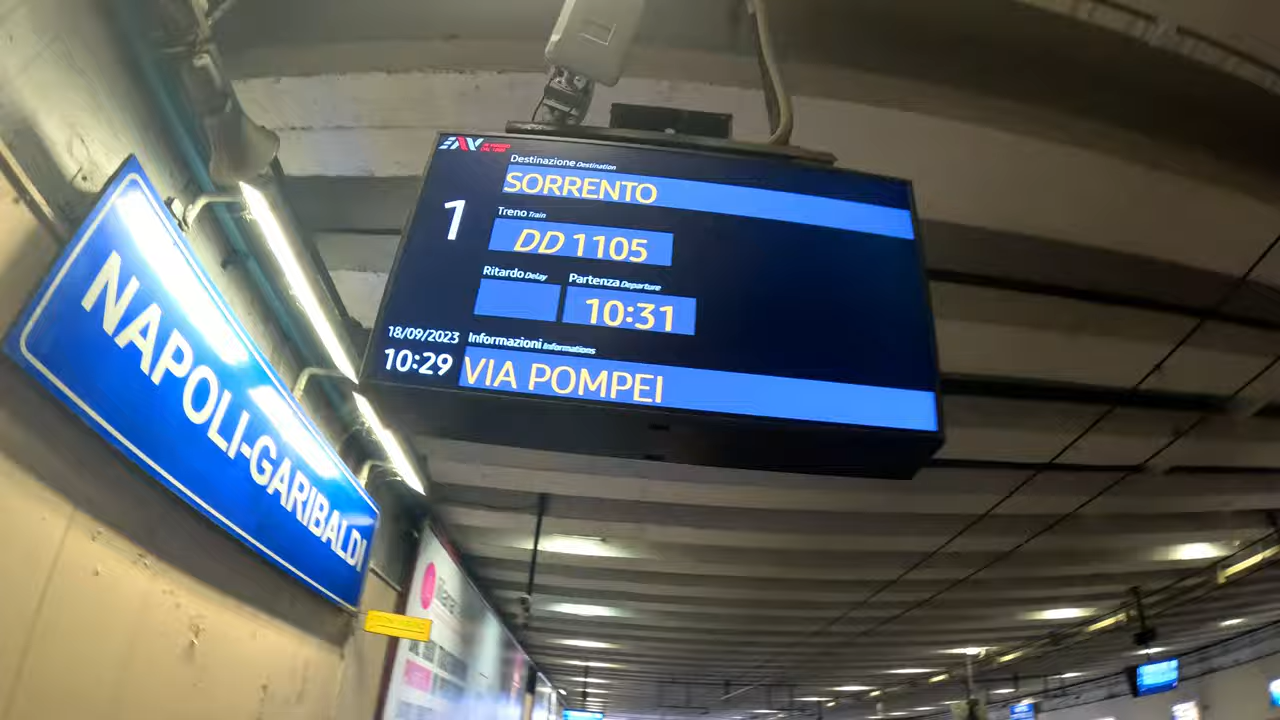 NAPOLI-GARIBALDI
EAV
Destinazione Destination
SORRENTO
1
Treno Train
DD 1105
Ritardo Delay
Partenza Departure
10:31
18/09/2023
10:29
Informazioni Informations
VIA POMPEI